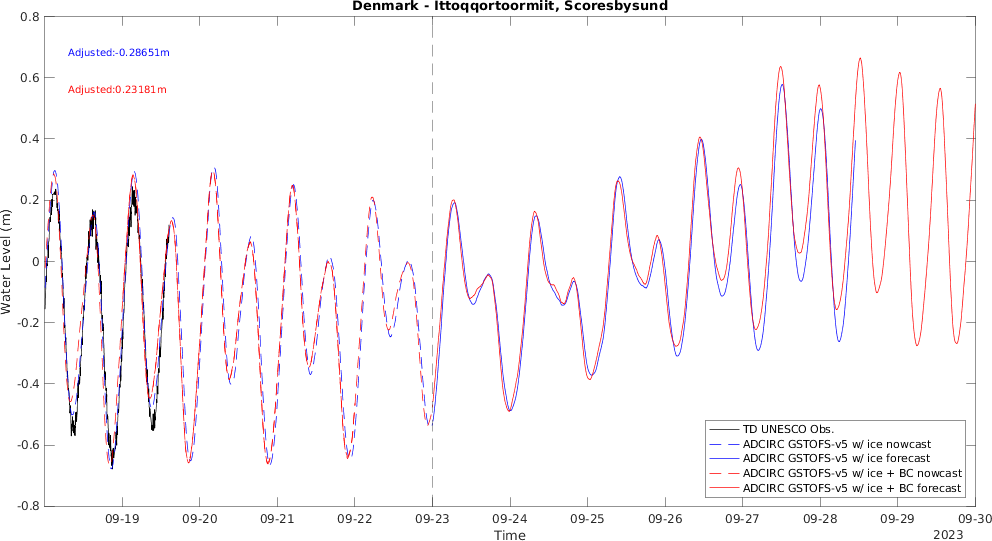 Denmark - Ittoqqortoormiit, Scoresbysund
0.8
0.6
0.4
0.2
0
-0.2
-0.4
-0.6
-0.8
Water Level (m)
Adjusted:-0.28651m
Adjusted:0.23181m
TD UNESCO Obs.
ADCIRC GSTOFS-v5 w/ ice nowcast
ADCIRC GSTOFS-v5 w/ ice forecast
ADCIRC GSTOFS-v5 w/ ice + BC nowcast
ADCIRC GSTOFS-v5 w/ ice + BC forecast
09-19 09-20 09-21 09-22 09-23 09-24 09-25 09-26 09-27 09-28 09-29 09-30
Time
2023